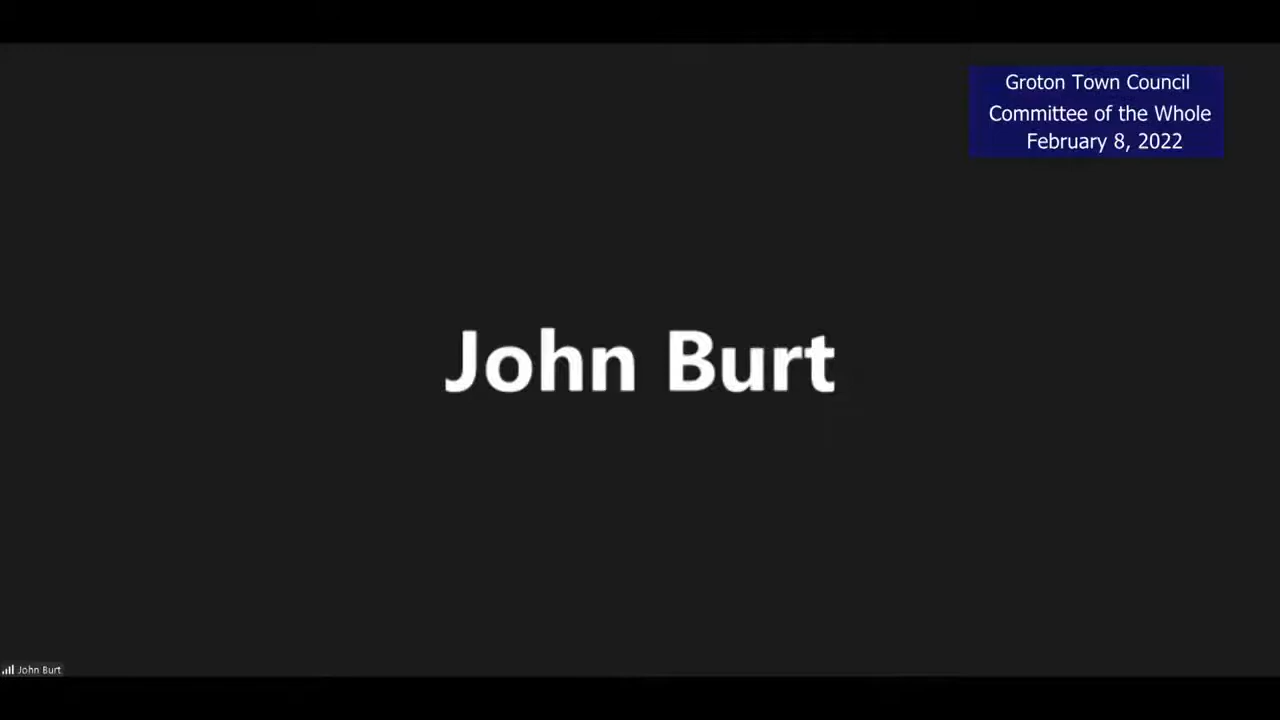 Groton Town Council
Committee of the Whole
February 8, 2022
John Burt
John Burt